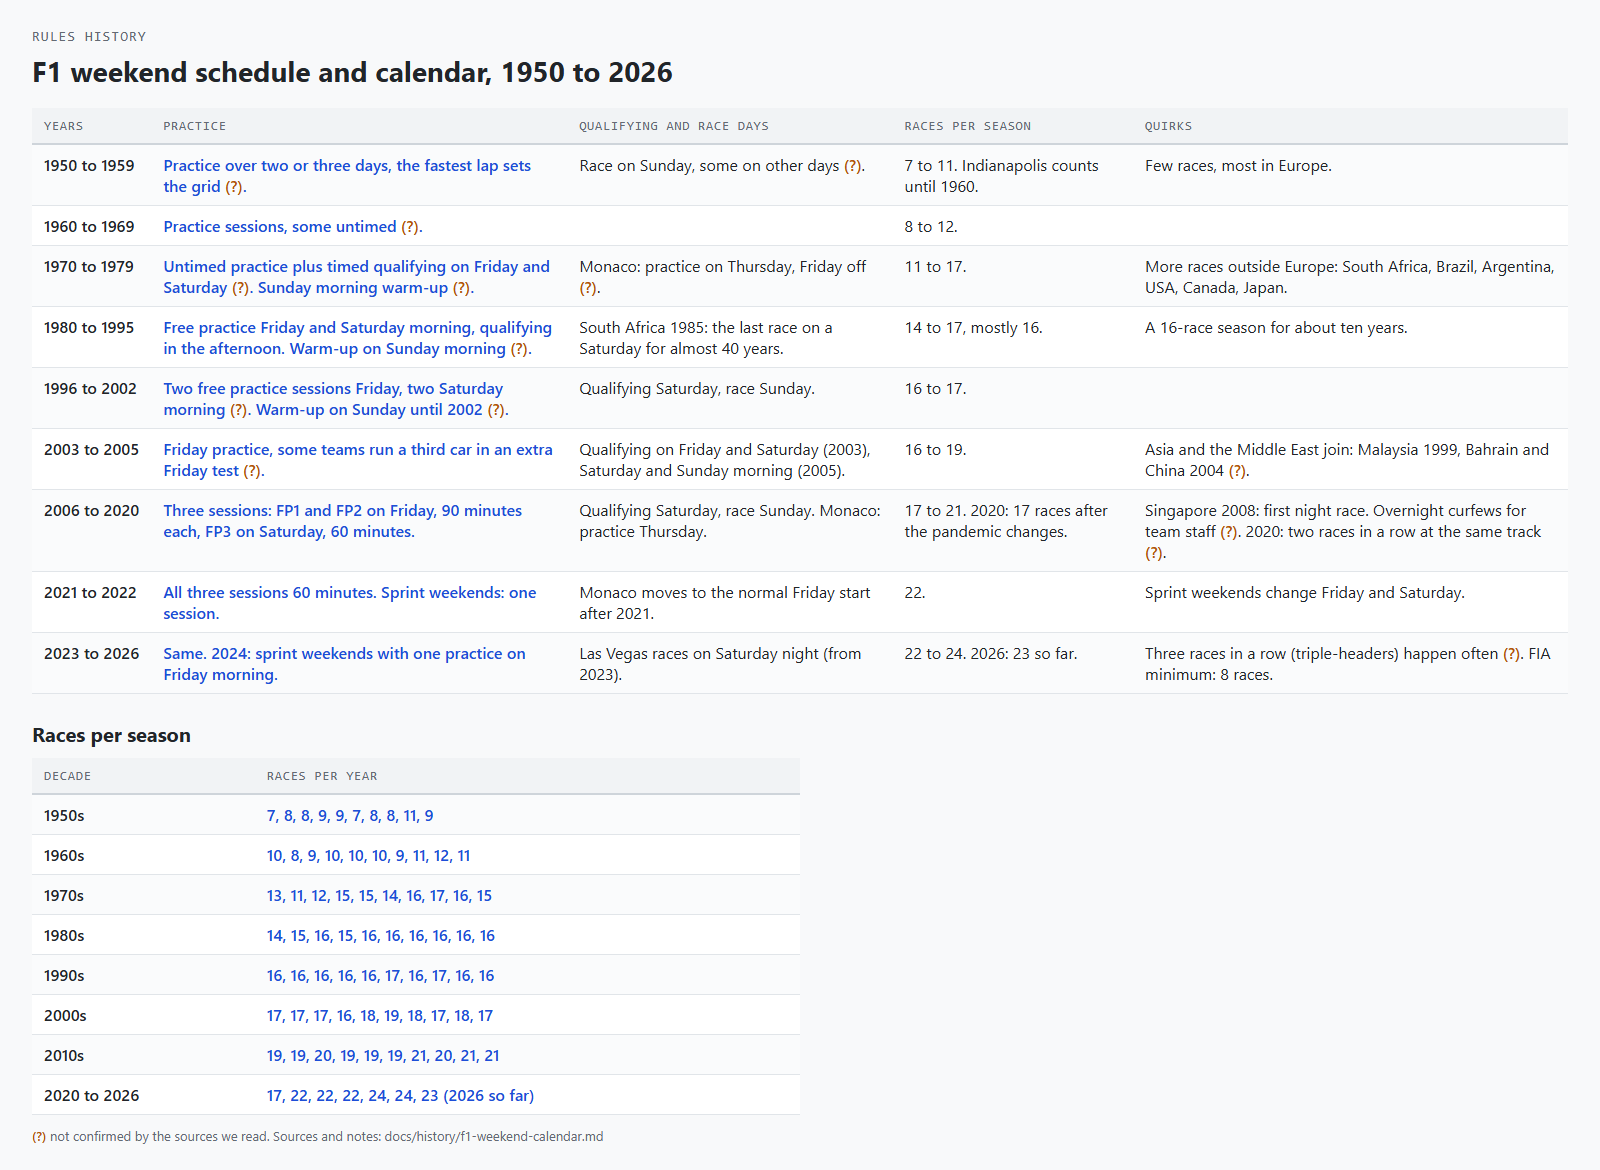 RULES HISTORY
F1 weekend schedule and calendar, 1950 to 2026
YEARS PRACTICE QUALIFYING AND RACE DAYS RACES PER SEASON QUIRKS
1950 to 1959 Practice over two or three days, the fastest lap sets Race on Sunday, some on other days (?). 7 to 11. Indianapolis counts Few races, most in Europe.
the grid (?). until 1960.
1960 to 1969 Practice sessions, some untimed (?). 8 to 12.
1970 to 1979 Untimed practice plus timed qualifying on Friday and Monaco: practice on Thursday, Friday off 11 to 17. More races outside Europe: South Africa, Brazil, Argentina,
Saturday (?). Sunday morning warm-up (?). (?). USA, Canada, Japan.
1980 to 1995 Free practice Friday and Saturday morning, qualifying South Africa 1985: the last race on a 14 to 17, mostly 16. A 16-race season for about ten years.
in the afternoon. Warm-up on Sunday morning (?). Saturday for almost 40 years.
1996 to 2002 Two free practice sessions Friday, two Saturday Qualifying Saturday, race Sunday. 16 to 17.
morning (?). Warm-up on Sunday until 2002 (?).
2003 to 2005 Friday practice, some teams run a third car in an extra Qualifying on Friday and Saturday (2003), 16 to 19. Asia and the Middle East join: Malaysia 1999, Bahrain and
Friday test (?). Saturday and Sunday morning (2005). China 2004 (?).
2006 to 2020 Three sessions: FP1 and FP2 on Friday, 90 minutes Qualifying Saturday, race Sunday. Monaco: 17 to 21. 2020: 17 races after Singapore 2008: first night race. Overnight curfews for
each, FP3 on Saturday, 60 minutes. practice Thursday. the pandemic changes. team staff (?). 2020: two races in a row at the same track
(?).
2021 to 2022 All three sessions 60 minutes. Sprint weekends: one Monaco moves to the normal Friday start 22. Sprint weekends change Friday and Saturday.
session. after 2021.
2023 to 2026 Same. 2024: sprint weekends with one practice on Las Vegas races on Saturday night (from 22 to 24. 2026: 23 so far. Three races in a row (triple-headers) happen often (?). FIA
Friday morning. 2023). minimum: 8 races.
Races per season
DECADE RACES PER YEAR
1950s 7, 8, 8, 9, 9, 7, 8, 8, 11, 9
1960s 10, 8, 9, 10, 10, 10, 9, 11, 12, 11
1970s 13, 11, 12, 15, 15, 14, 16, 17, 16, 15
1980s 14, 15, 16, 15, 16, 16, 16, 16, 16, 16
1990s 16, 16, 16, 16, 16, 17, 16, 17, 16, 16
2000s 17, 17, 17, 16, 18, 19, 18, 17, 18, 17
2010s 19, 19, 20, 19, 19, 19, 21, 20, 21, 21
2020 to 2026 17, 22, 22, 22, 24, 24, 23 (2026 so far)
(?) not confirmed by the sources we read. Sources and notes: docs/history/f1-weekend-calendar.md